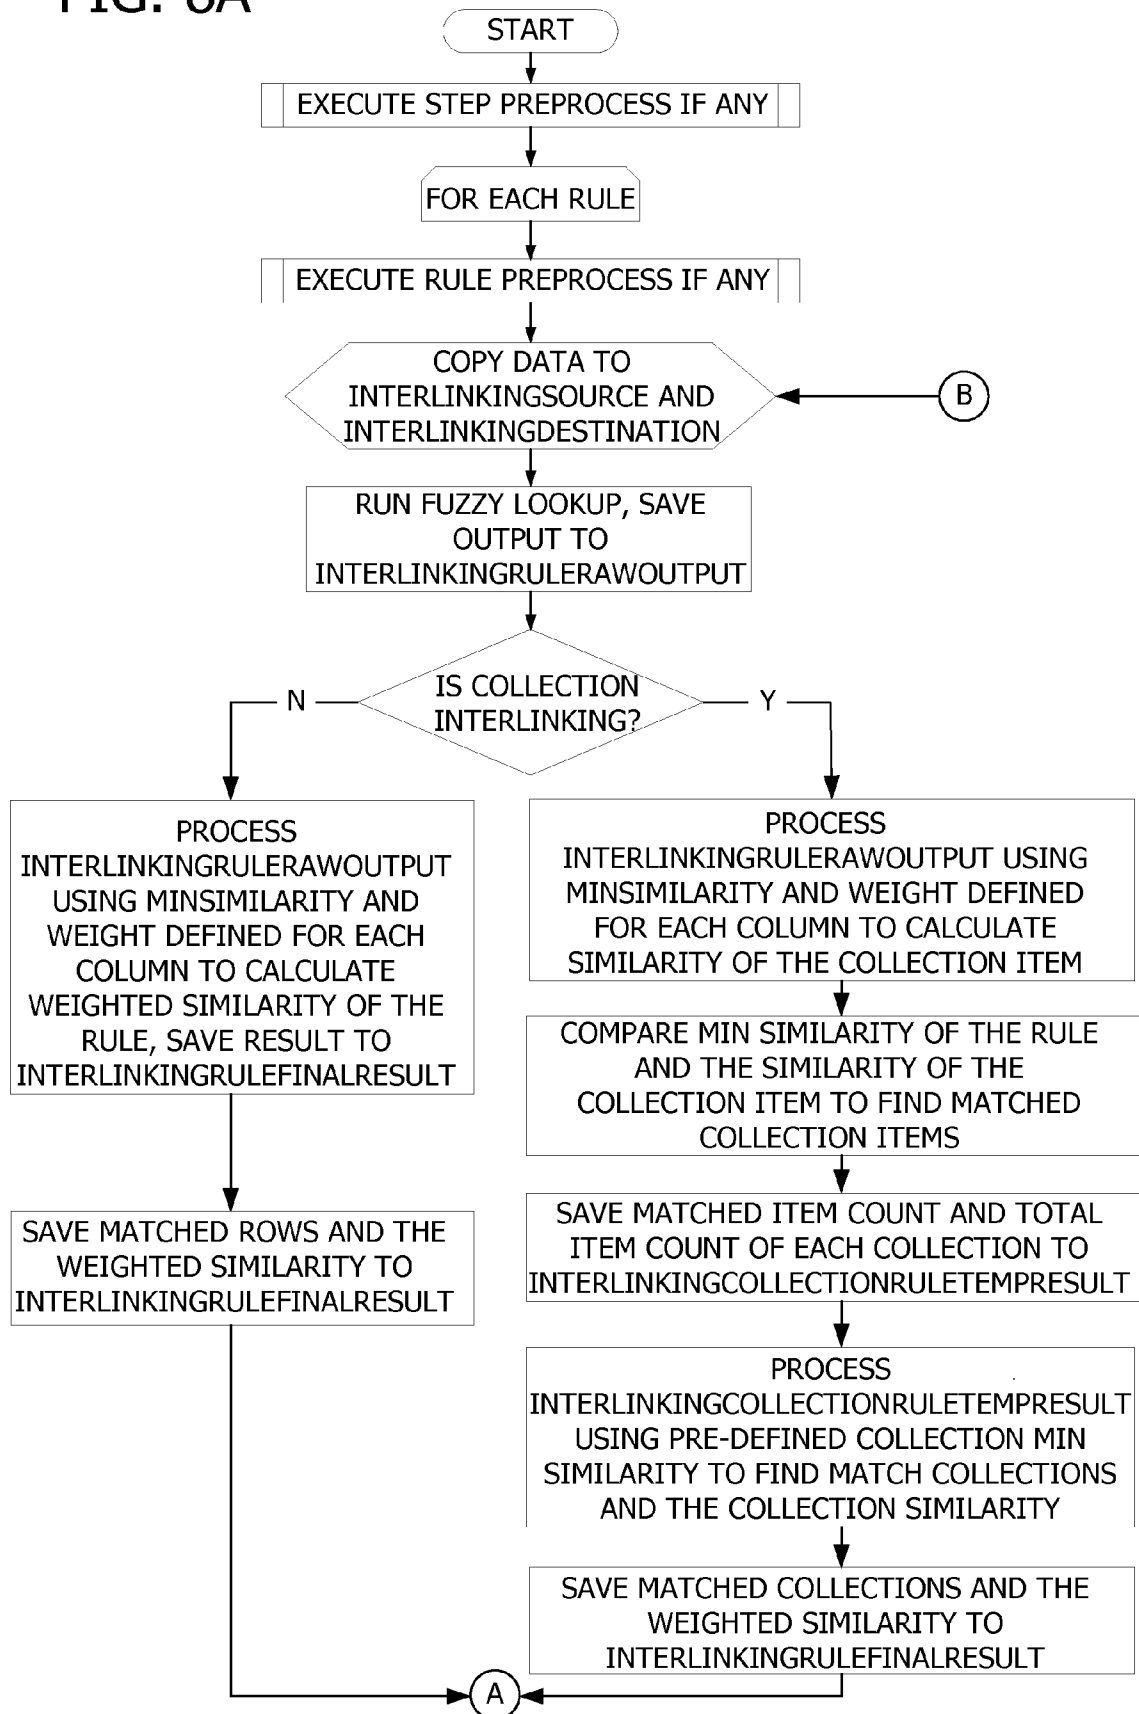 START
EXECUTE STEP PREPROCESS IF ANY
FOR EACH RULE
EXECUTE RULE PREPROCESS IF ANY
COPY DATA TO
INTERLINKINGSOURCE AND
INTERLINKINGDESTINATION
B
RUN FUZZY LOOKUP, SAVE
OUTPUT TO
INTERLINKINGRULERAWOUTPUT
IS COLLECTION
INTERLINKING?
N
Y
PROCESS
INTERLINKINGRULERAWOUTPUT
USING MINSIMILARITY AND
WEIGHT DEFINED FOR EACH
COLUMN TO CALCULATE
WEIGHTED SIMILARITY OF THE
RULE, SAVE RESULT TO
INTERLINKINGRULEFINALRESULT
SAVE MATCHED ROWS AND THE
WEIGHTED SIMILARITY TO
INTERLINKINGRULEFINALRESULT
PROCESS
INTERLINKINGRULERAWOUTPUT USING
MINSIMILARITY AND WEIGHT DEFINED
FOR EACH COLUMN TO CALCULATE
SIMILARITY OF THE COLLECTION ITEM
COMPARE MIN SIMILARITY OF THE RULE
AND THE SIMILARITY OF THE
COLLECTION ITEM TO FIND MATCHED
COLLECTION ITEMS
SAVE MATCHED ITEM COUNT AND TOTAL
ITEM COUNT OF EACH COLLECTION TO
INTERLINKINGCOLLECTIONRULETEMPRESULT
PROCESS
INTERLINKINGCOLLECTIONRULETEMPRESULT
USING PRE-DEFINED COLLECTION MIN
SIMILARITY TO FIND MATCH COLLECTIONS
AND THE COLLECTION SIMILARITY
SAVE MATCHED COLLECTIONS AND THE
WEIGHTED SIMILARITY TO
INTERLINKINGRULEFINALRESULT
A